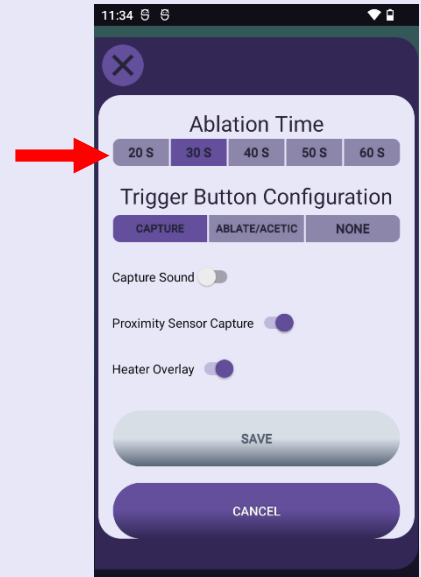 11:34
Ablation Time
20 S 30 S 40 S 50 S 60 S
Trigger Button Configuration
CAPTURE ABLATE/ACETIC NONE
Capture Sound
Proximity Sensor Capture
Heater Overlay
SAVE
CANCEL